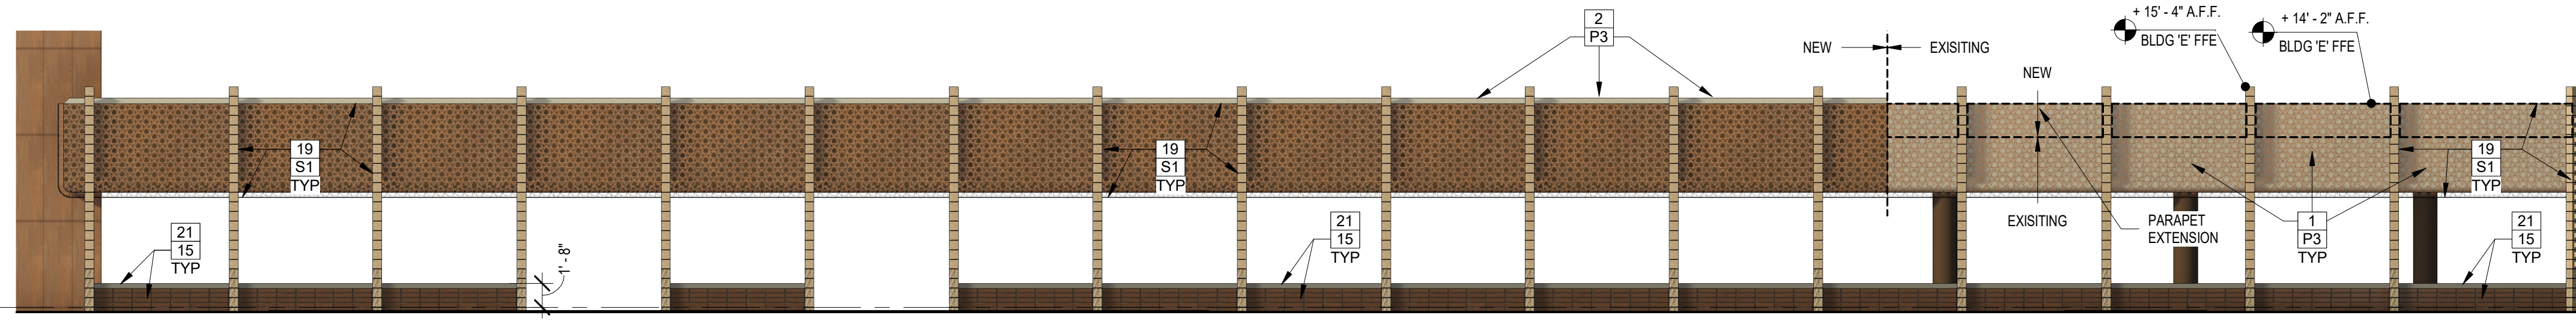 2
P3
NEW
EXISITING
+ 15' - 4" A.F.F.
BLDG 'E' FFE
+ 14' - 2" A.F.F.
BLDG 'E' FFE
NEW
19
S1
TYP
19
S1
TYP
19
S1
TYP
EXISITING
PARAPET
EXTENSION
1
P3
TYP
21
15
TYP
1' - 8"
21
15
TYP
21
15
TYP